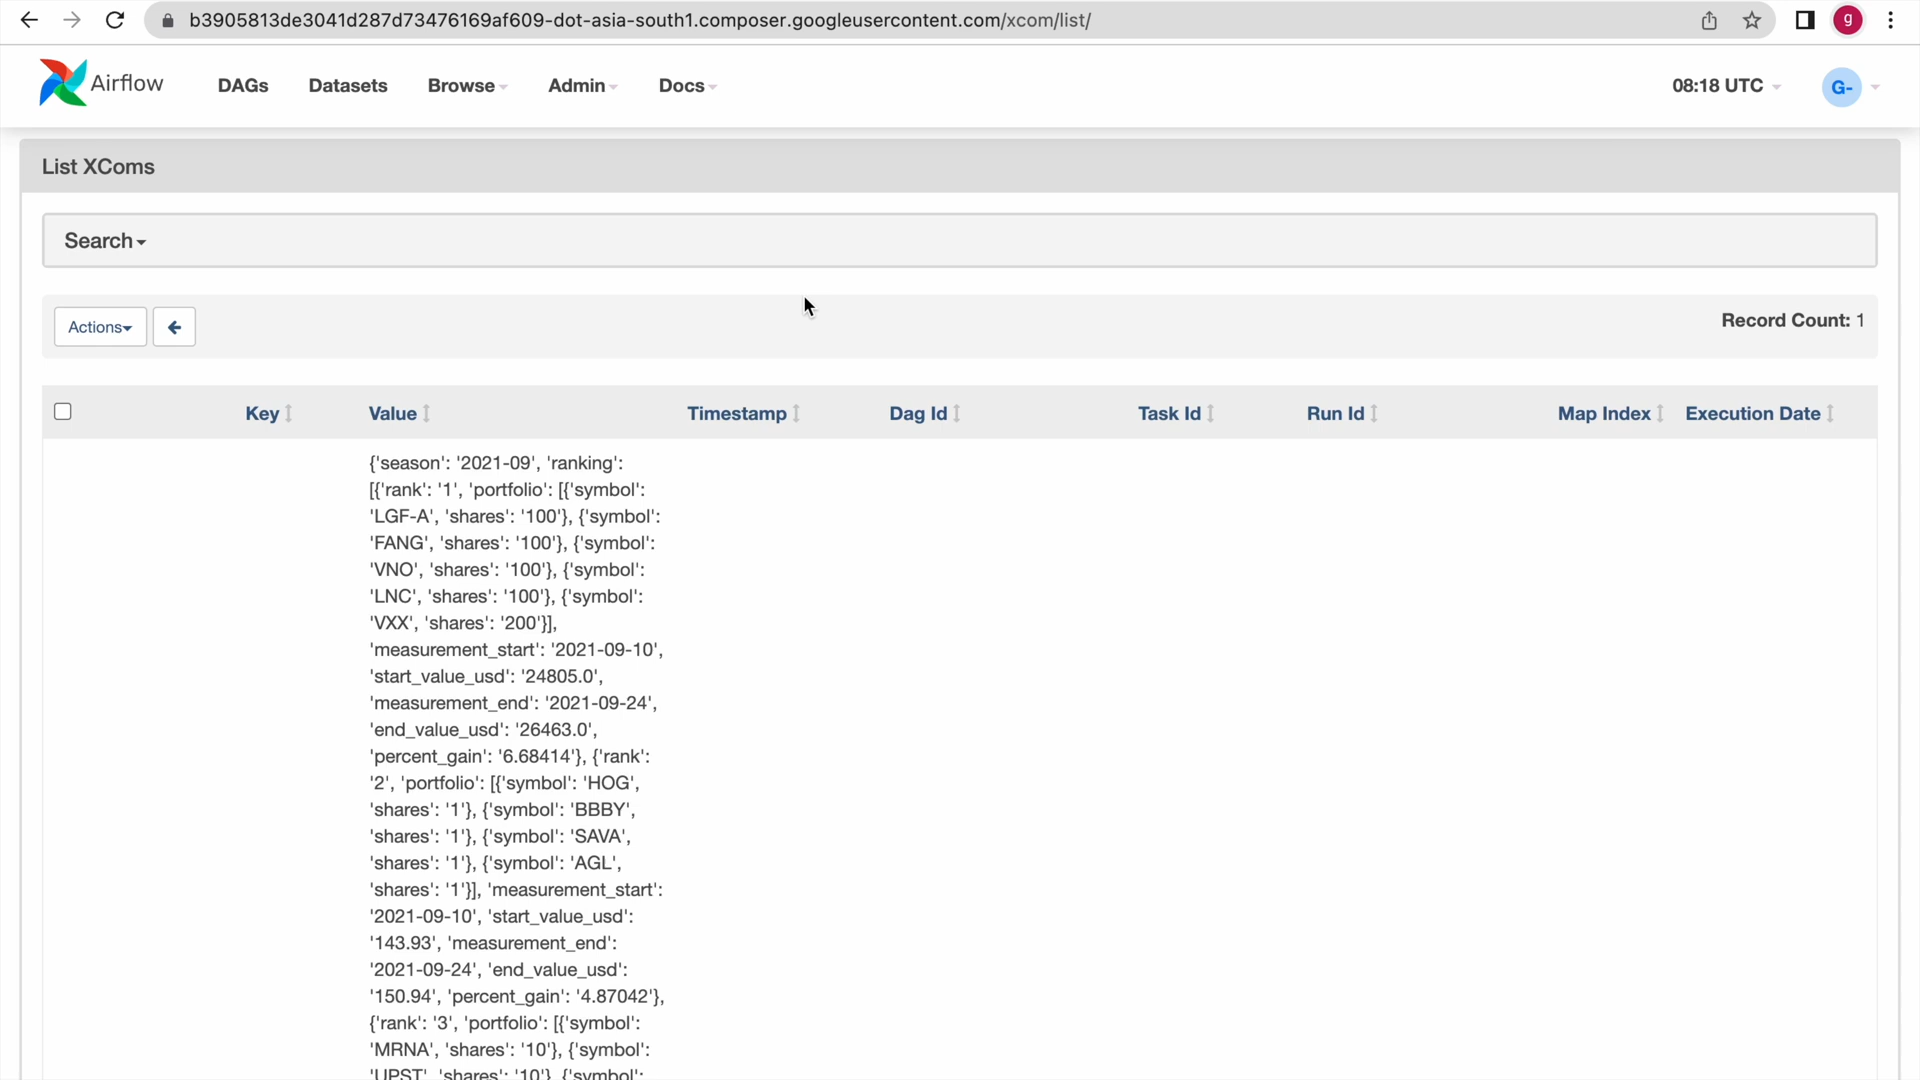 b3905813de3041d287d73476169af609-dot-asia-south1.composer.googleusercontent.com/xcom/list/
g
Airflow
DAGs
Datasets
Browse
Admin
Docs
08:18 UTC
G-
List XComs
Search
Actions
Record Count: 1
Key
Value
Timestamp
Dag Id
Task Id
Run Id
Map Index
Execution Date
{'season': '2021-09', 'ranking':
[{'rank': '1', 'portfolio': [{'symbol':
'LGF-A', 'shares': '100'}, {'symbol':
'FANG', 'shares': '100'}, {'symbol':
'VNO', 'shares': '100'}, {'symbol':
'LNC', 'shares': '100'}, {'symbol':
'VXX', 'shares': '200'}],
'measurement_start': '2021-09-10',
'start_value_usd': '24805.0',
'measurement_end': '2021-09-24',
'end_value_usd': '26463.0',
'percent_gain': '6.68414'}, {'rank':
'2', 'portfolio': [{'symbol': 'HOG',
'shares': '1'}, {'symbol': 'BBBY',
'shares': '1'}, {'symbol': 'SAVA',
'shares': '1'}, {'symbol': 'AGL',
'shares': '1'}], 'measurement_start':
'2021-09-10', 'start_value_usd':
'143.93', 'measurement_end':
'2021-09-24', 'end_value_usd':
'150.94', 'percent_gain': '4.87042'},
{'rank': '3', 'portfolio': [{'symbol':
'MRNA', 'shares': '10'}, {'symbol':
'UPST', 'shares': '10'}, {'symbol':